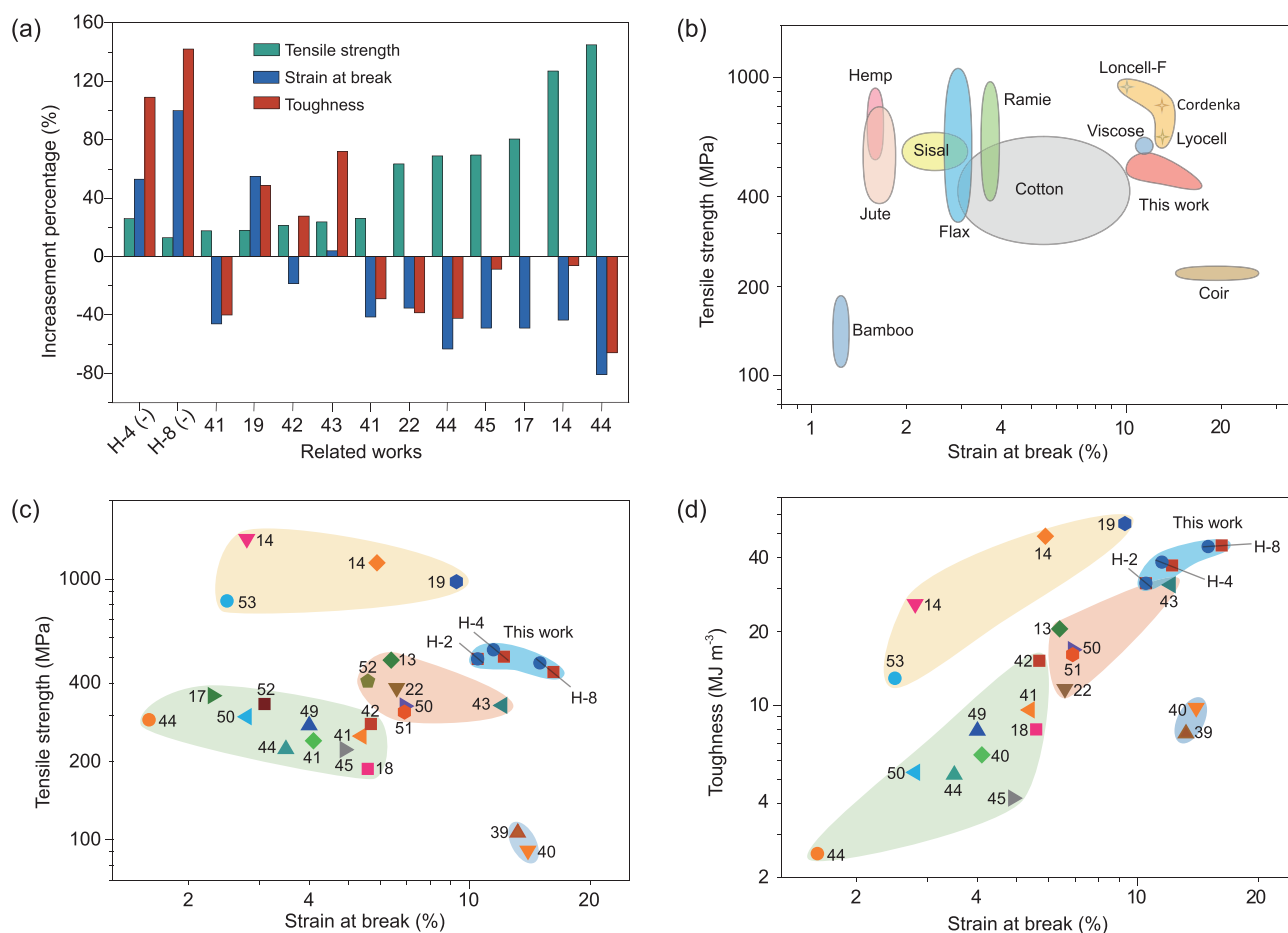 (a)
160
120
80
40
0
-40
-80
Increasement percentage (%)
Tensile strength
Strain at break
Toughness
H-4 (-)
H-8 (-)
41
19
42
43
41
22
44
45
17
14
44
Related works
(b)
1000
400
200
100
Tensile strength (MPa)
Hemp
Jute
Sisal
Flax
Ramie
Cotton
Loncell-F
Cordenka
Viscose
Lyocell
This work
Coir
Bamboo
1
2
4
10
20
Strain at break (%)
(c)
1000
400
200
100
Tensile strength (MPa)
14
14
19
53
H-4
This work
H-2
H-8
52
13
22
50
51
43
17
52
44
50
49
42
41
44
41
45
18
39
40
2
4
10
20
Strain at break (%)
(d)
40
20
10
4
2
Toughness (MJ m⁻³)
19
This work
14
H-2
H-8
H-4
14
43
13
50
53
42
51
22
41
40
49
18
39
40
50
44
45
44
2
4
10
20
Strain at break (%)